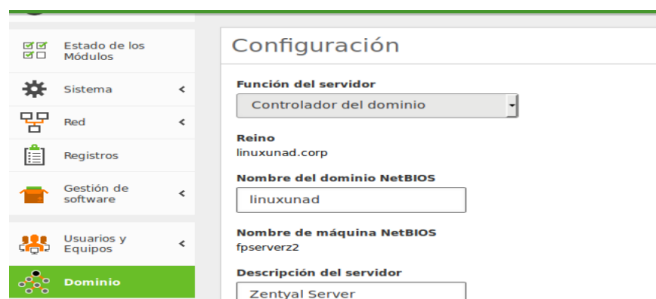 Estado de los
Módulos
Sistema
Red
Registros
Gestión de
software
Usuarios y
Equipos
Dominio
Configuración
Función del servidor
Controlador del dominio
Reino
linuxunad.corp
Nombre del dominio NetBIOS
linuxunad
Nombre de máquina NetBIOS
fpserverz2
Descripción del servidor
Zentyal Server